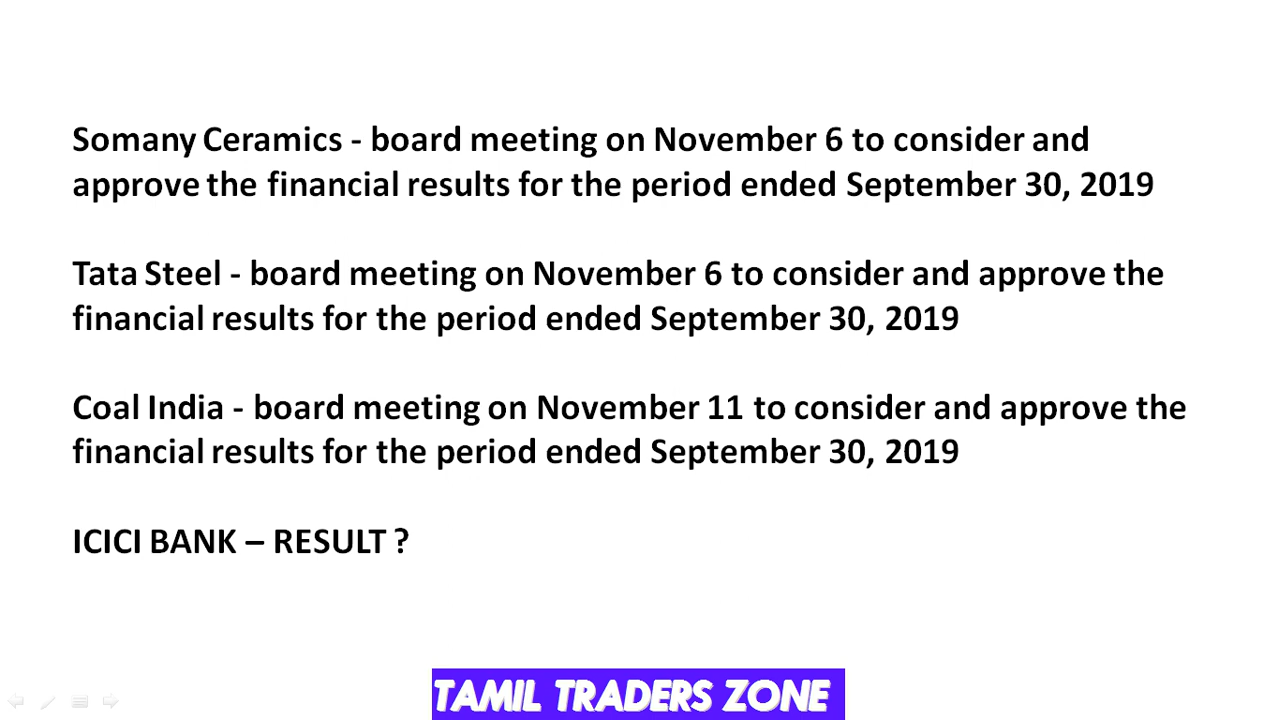 Somany Ceramics - board meeting on November 6 to consider and
approve the financial results for the period ended September 30, 2019
Tata Steel - board meeting on November 6 to consider and approve the
financial results for the period ended September 30, 2019
Coal India - board meeting on November 11 to consider and approve the
financial results for the period ended September 30, 2019
ICICI BANK – RESULT ?
TAMIL TRADERS ZONE